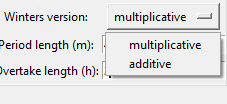 Winters version: multiplicative
Period length (m):
multiplicative
additive
Overtake length (h):